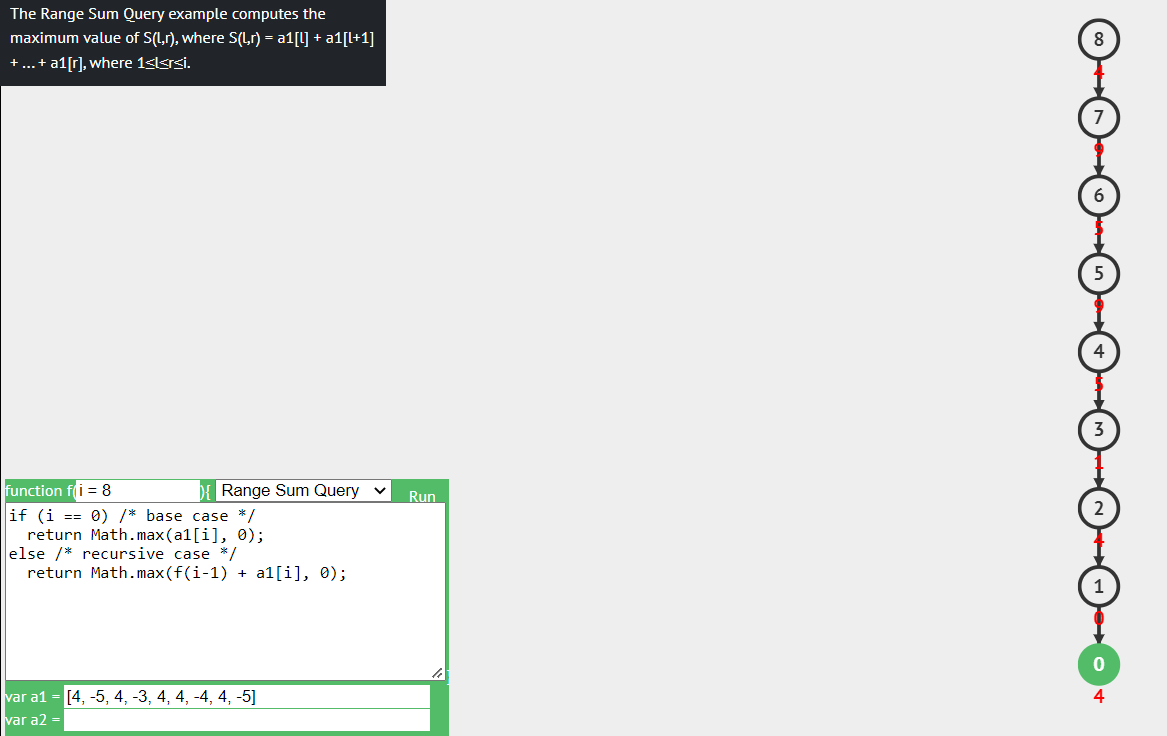 The Range Sum Query example computes the
maximum value of S(l,r), where S(l,r) = a1[l] + a1[l+1]
+ ... + a1[r], where 1≤l≤r≤i.
8
4
7
9
6
5
5
9
4
5
3
1
2
4
1
0
0
4
function f( i = 8 ){ Range Sum Query Run
if (i == 0) /* base case */
  return Math.max(a1[i], 0);
else /* recursive case */
  return Math.max(f(i-1) + a1[i], 0);
var a1 = [4, -5, 4, -3, 4, 4, -4, 4, -5]
var a2 =